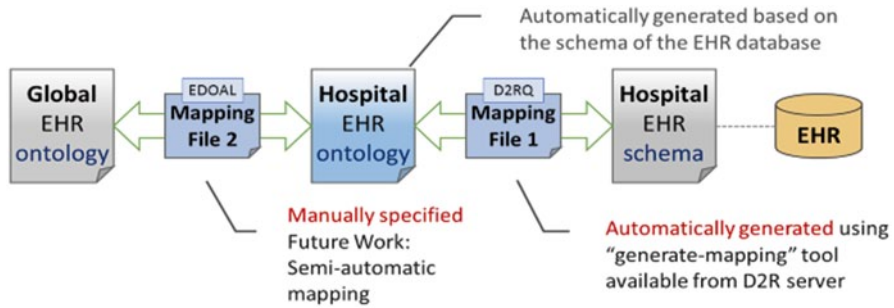 Automatically generated based on
the schema of the EHR database
Global
EHR
ontology
EDOAL
Mapping
File 2
Hospital
EHR
ontology
D2RQ
Mapping
File 1
Hospital
EHR
schema
EHR
Manually specified
Future Work:
Semi-automatic
mapping
Automatically generated using
“generate-mapping” tool
available from D2R server